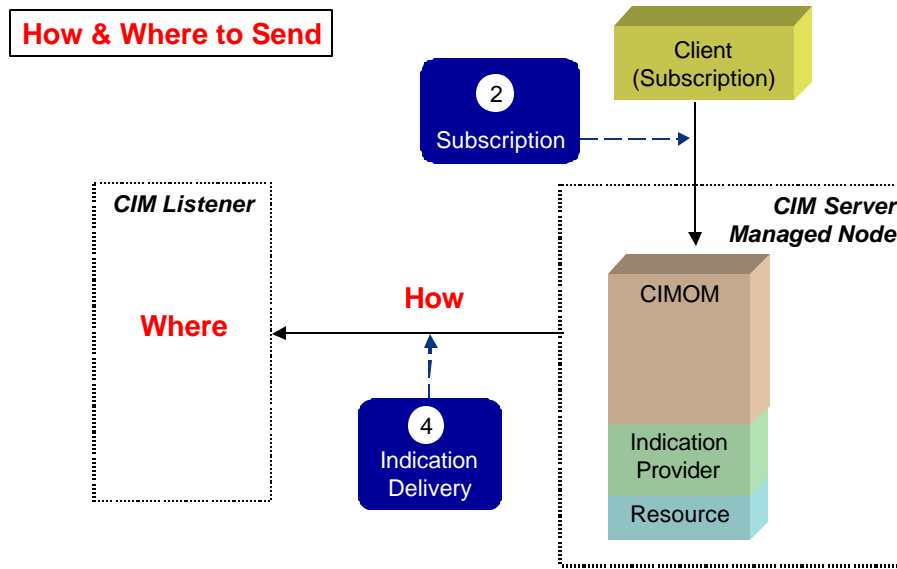 How & Where to Send
Client
(Subscription)
2
Subscription
CIM Listener
CIM Server
Managed Node
CIMOM
How
Where
4
Indication
Delivery
Indication
Provider
Resource